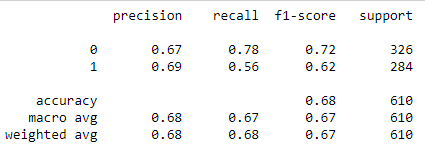 precision recall f1-score support
0 0.67 0.78 0.72 326
1 0.69 0.56 0.62 284
accuracy 0.68 610
macro avg 0.68 0.67 0.67 610
weighted avg 0.68 0.68 0.67 610